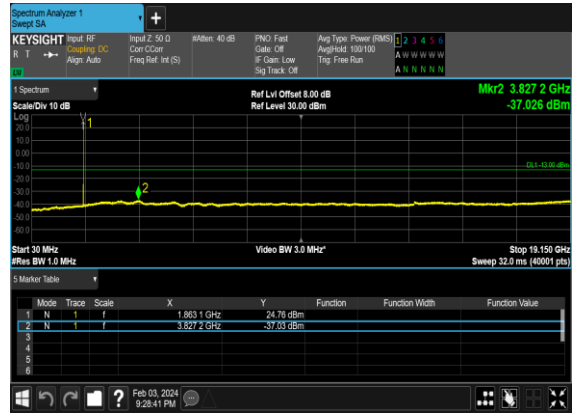 Spectrum Analyzer 1
Swept SA
+
KEYSIGHT Input: RF Input Z: 50 Ω #Atten: 40 dB PNO: Fast Avg Type: Power (RMS) 1 2 3 4 5 6
R T Coupling: DC Corr CCorr Gate: Off Avg|Hold: 100/100 A W W W W W
Align: Auto Freq Ref: Int (S) IF Gain: Low Trig: Free Run
Sig Track: Off A N N N N N
1 Spectrum Ref Lvl Offset 8.00 dB Mkr2 3.827 2 GHz
Scale/Div 10 dB Ref Level 30.00 dBm -37.026 dBm
Log
20.0
10.0
0.00
-10.0
-20.0
-30.0
-40.0
-50.0
-60.0
1
2
DL1 -13.00 dBm
Start 30 MHz Video BW 3.0 MHz* Stop 19.150 GHz
#Res BW 1.0 MHz Sweep 32.0 ms (40001 pts)
5 Marker Table
Mode Trace Scale X Y Function Function Width Function Value
1 N 1 f 1.863 1 GHz 24.76 dBm
2 N 1 f 3.827 2 GHz -37.03 dBm
3
4
5
6
? Feb 03, 2024
9:28:41 PM